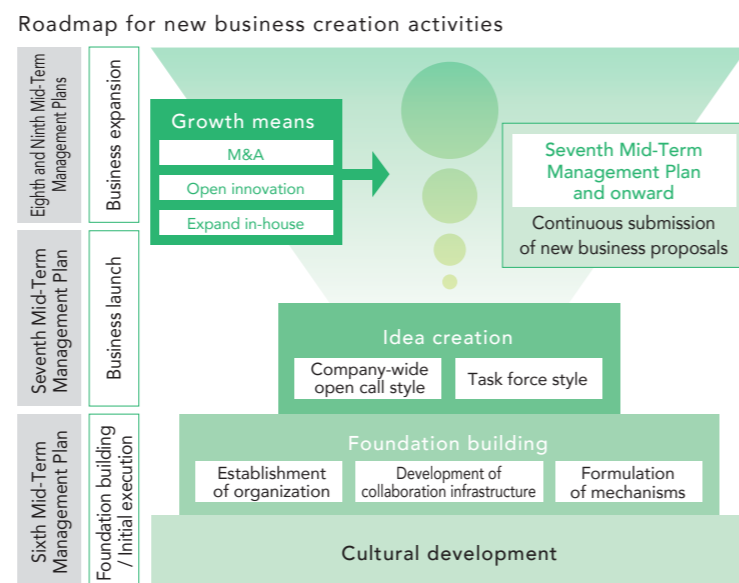 Roadmap for new business creation activities
Eighth and Ninth Mid-Term
Management Plans
Business expansion
Growth means
M&A
Open innovation
Expand in-house
Seventh Mid-Term
Management Plan
and onward
Continuous submission
of new business proposals
Seventh Mid-Term
Management Plan
Business launch
Idea creation
Company-wide
open call style
Task force style
Sixth Mid-Term
Management Plan
Foundation building
/ Initial execution
Foundation building
Establishment
of organization
Development of
collaboration infrastructure
Formulation
of mechanisms
Cultural development